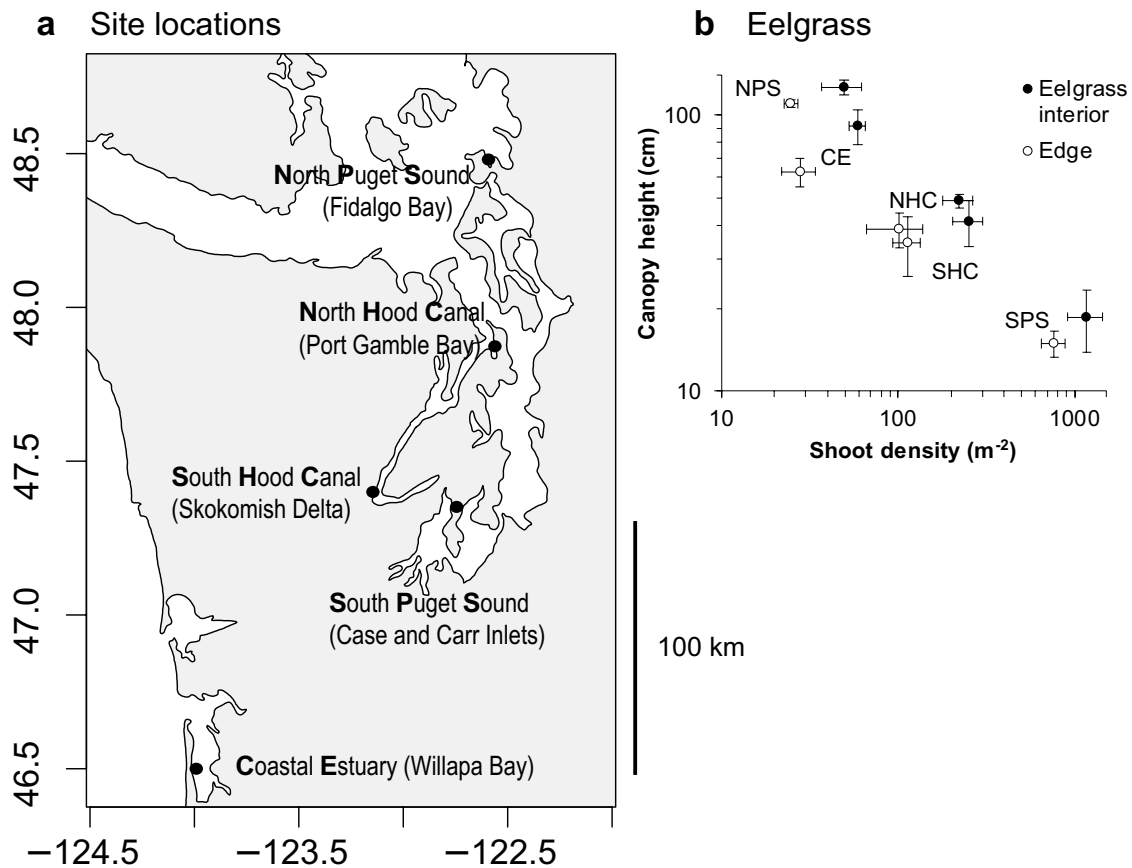 a Site locations
48.5
48.0
47.5
47.0
46.5
−124.5
−123.5
−122.5
North Puget Sound
(Fidalgo Bay)
North Hood Canal
(Port Gamble Bay)
South Hood Canal
(Skokomish Delta)
South Puget Sound
(Case and Carr Inlets)
Coastal Estuary (Willapa Bay)
100 km
b Eelgrass
Canopy height (cm)
100
10
NPS
CE
NHC
SHC
SPS
Eelgrass
interior
Edge
10
100
1000
Shoot density (m⁻²)